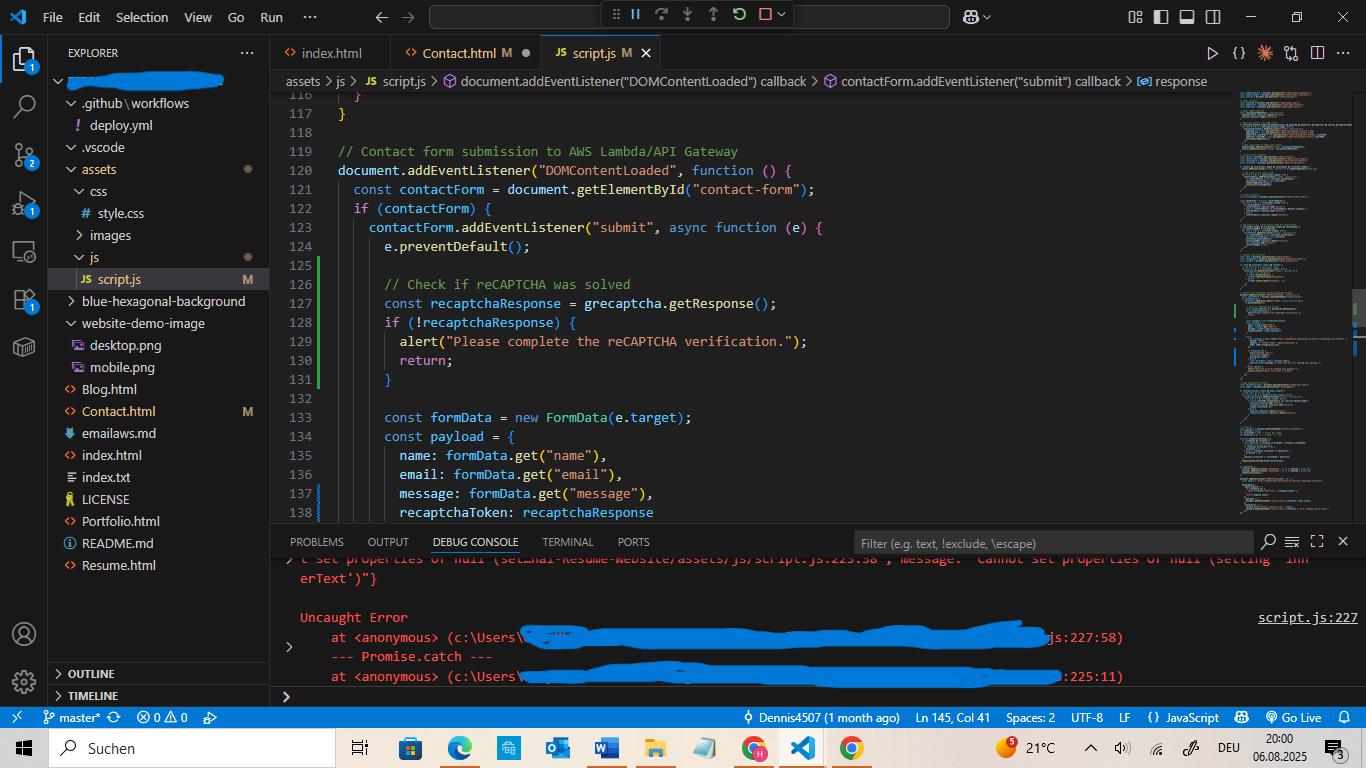 File Edit Selection View Go Run ···
EXPLORER ···
.github\workflows
! deploy.yml
.vscode
assets
css
# style.css
images
js
JS script.js M
blue-hexagonal-background
website-demo-image
desktop.png
mobile.png
<> Blog.html
<> Contact.html M
emailaws.md
<> index.html
index.txt
LICENSE
<> Portfolio.html
README.md
<> Resume.html
OUTLINE
TIMELINE
<> index.html
<> Contact.html M
JS script.js M
assets > js > JS script.js > document.addEventListener("DOMContentLoaded") callback > contactForm.addEventListener("submit") callback > response
116 }
117 }
118
119 // Contact form submission to AWS Lambda/API Gateway
120 document.addEventListener("DOMContentLoaded", function () {
121 const contactForm = document.getElementById("contact-form");
122 if (contactForm) {
123 contactForm.addEventListener("submit", async function (e) {
124 e.preventDefault();
125
126 // Check if reCAPTCHA was solved
127 const recaptchaResponse = grecaptcha.getResponse();
128 if (!recaptchaResponse) {
129 alert("Please complete the reCAPTCHA verification.");
130 return;
131 }
132
133 const formData = new FormData(e.target);
134 const payload = {
135 name: formData.get("name"),
136 email: formData.get("email"),
137 message: formData.get("message"),
138 recaptchaToken: recaptchaResponse
PROBLEMS OUTPUT DEBUG CONSOLE TERMINAL PORTS
Filter (e.g. text, !exclude, \escape)
t set properties of null (set…nal-Resume-Website/assets/js/script.js:225:58", message: "Cannot set properties of null (setting 'inn
erText')"}
Uncaught Error script.js:227
at <anonymous> (c:\Users\ js:227:58)
--- Promise.catch ---
at <anonymous> (c:\Users\ :225:11)
master* 0 0 Dennis4507 (1 month ago) Ln 145, Col 41 Spaces: 2 UTF-8 LF {} JavaScript Go Live
Suchen
5 21°C DEU 20:00
06.08.2025 3